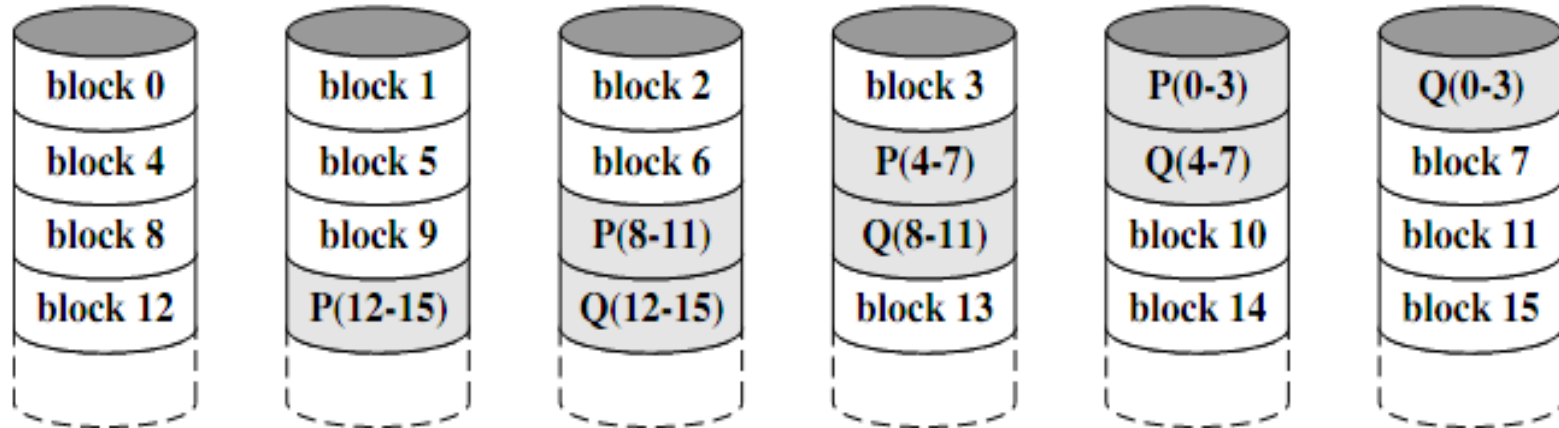 block 0 block 1 block 2 block 3 P(0-3) Q(0-3)
block 4 block 5 block 6 P(4-7) Q(4-7) block 7
block 8 block 9 P(8-11) Q(8-11) block 10 block 11
block 12 P(12-15) Q(12-15) block 13 block 14 block 15